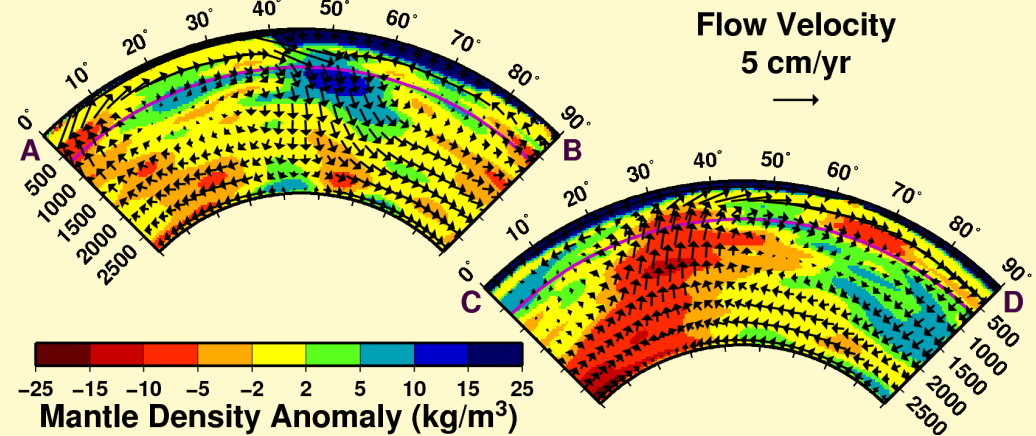 0° 10° 20° 30° 40° 50° 60° 70° 80° 90°
A B
500 1000 1500 2000 2500
Flow Velocity
5 cm/yr
0° 10° 20° 30° 40° 50° 60° 70° 80° 90°
C D
500 1000 1500 2000 2500
−25 −15 −10 −5 −2 2 5 10 15 25
Mantle Density Anomaly (kg/m³)